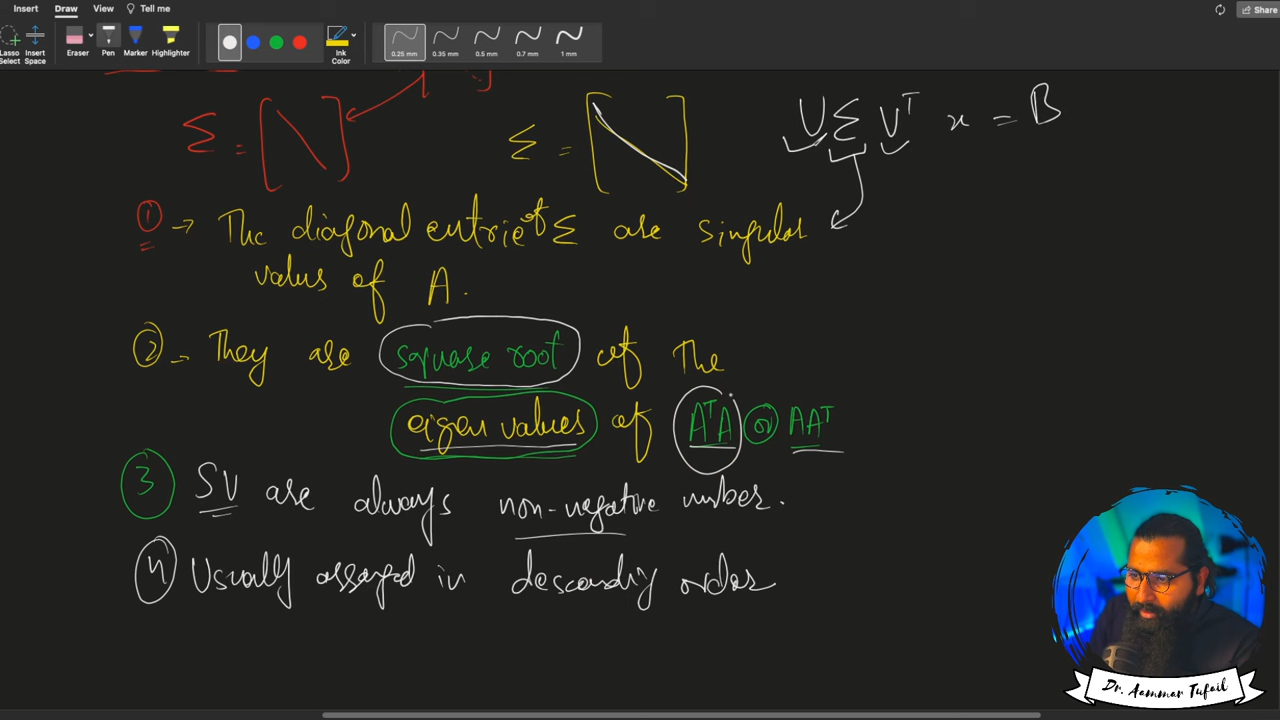 Insert Draw View Tell me
Share
Lasso Select
Insert Space
Eraser
Pen
Marker
Highlighter
Ink Color
0.25 mm
0.35 mm
0.5 mm
0.7 mm
1 mm
Σ = [ \ ]
Σ = [ \ ]
U Σ V^T x = B
① → The diagonal entrie of Σ are singular
values of A.
② - They are square root of the
eigen values of A^T A or A A^T
③ SV are always non-negative number.
④ Usually arranged in descending order
Dr. Aammar Tufail